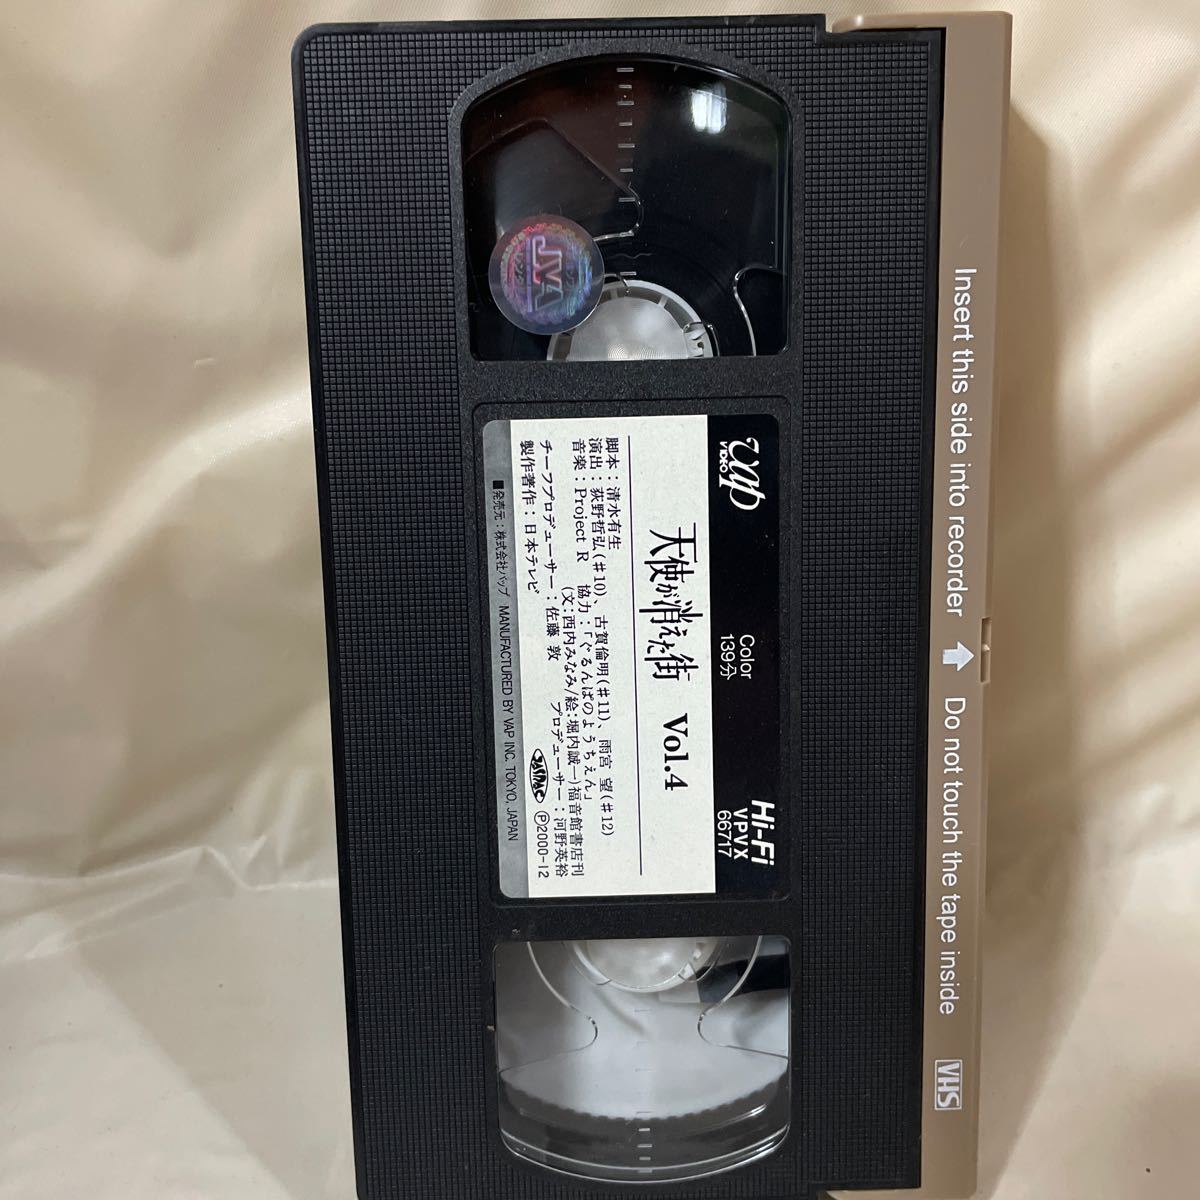 vap
VIDEO
Color
139分
Hi-Fi
VPVX
66717
天使が消えた街 Vol.4
脚本：清水有生
演出：荻野哲弘(♯10)、古賀倫明(♯11)、雨宮 望(♯12)
音楽：Project R 協力：「ぐるんぱのようちえん」
(文：西内みなみ/絵：堀内誠一)福音館書店刊
チーフプロデューサー：佐藤 敦 プロデューサー：河野英裕
製作著作：日本テレビ
JASRAC
Ⓟ2000-12
■発売元：株式会社バップ MANUFACTURED BY VAP INC. TOKYO, JAPAN
JVA
Insert this side into recorder
Do not touch the tape inside
VHS